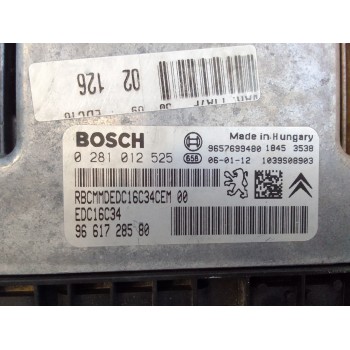 02 126
BOSCH
Made in Hungary
0 281 012 525
656
9657699480 1845 3538
06-01-12 1039S08903
RBCMMDEDC16C34CEM 00
EDC16C34
96 617 285 80